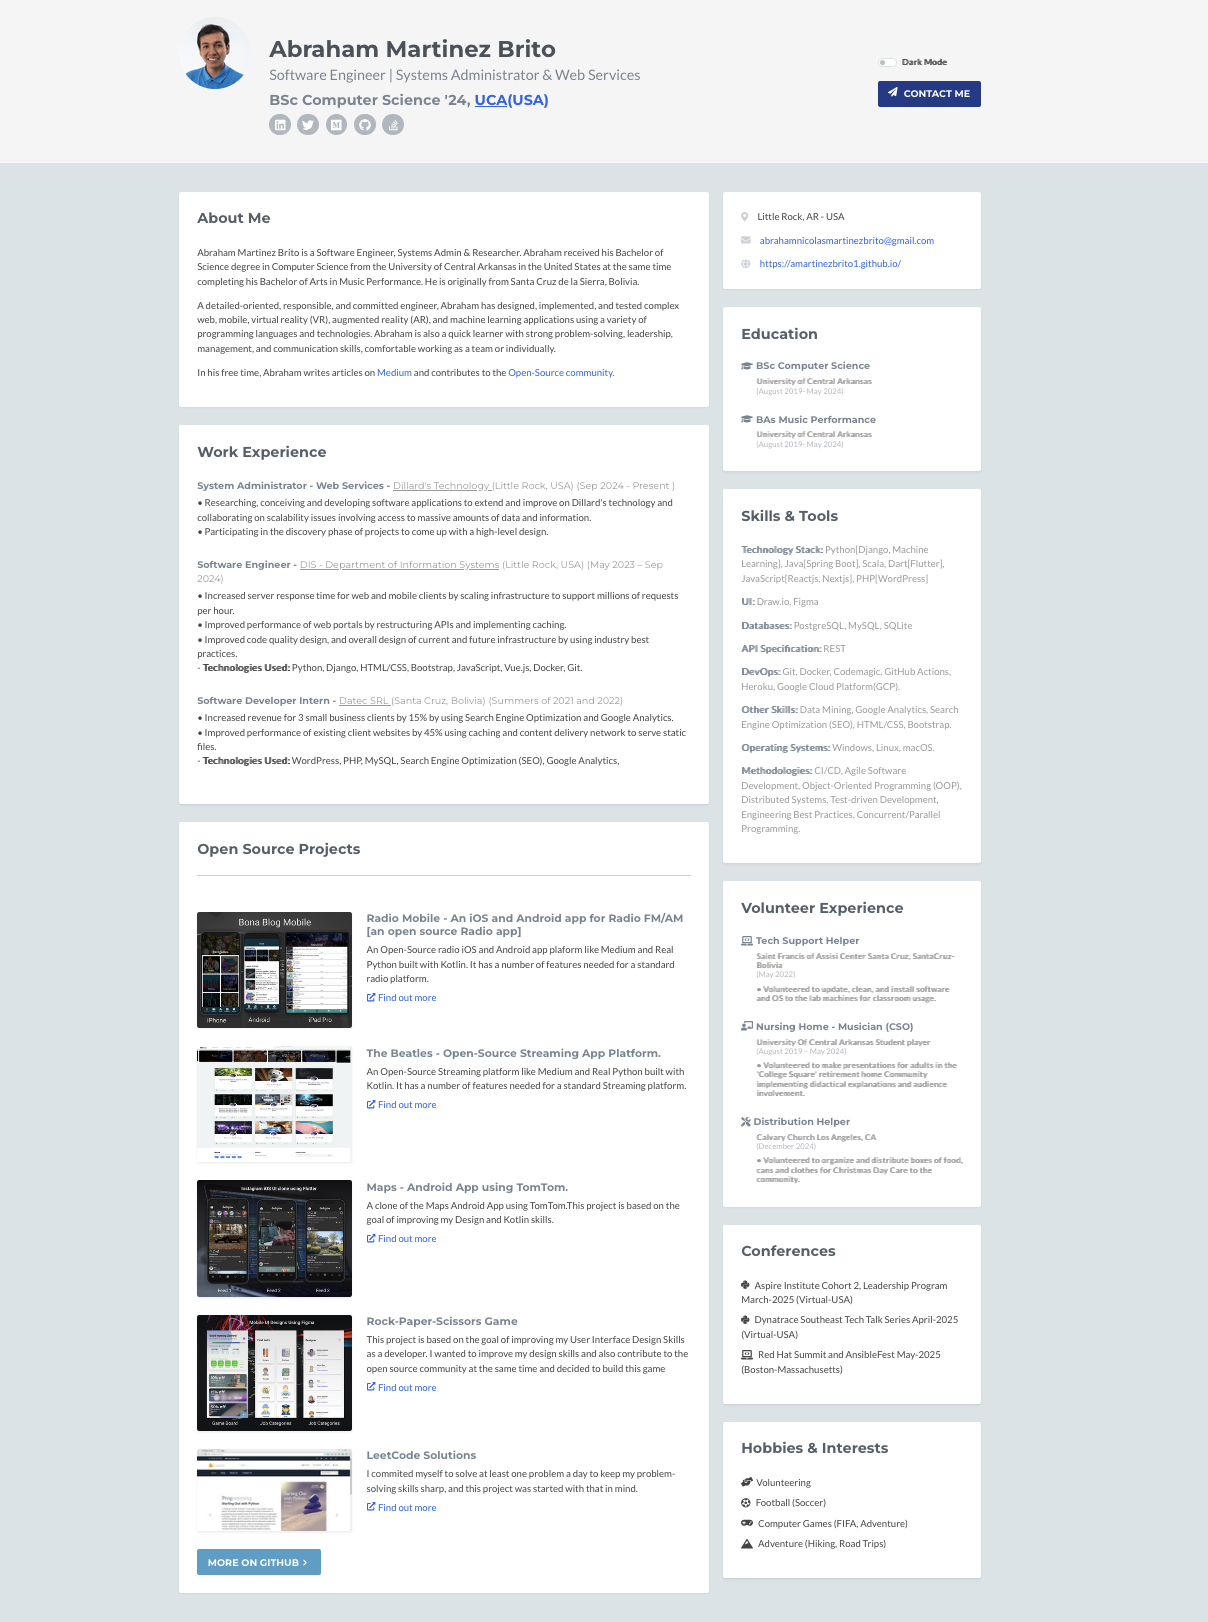 Abraham Martinez Brito
Software Engineer | Systems Administrator & Web Services
BSc Computer Science '24, UCA(USA)
Dark Mode
CONTACT ME
About Me
Abraham Martinez Brito is a Software Engineer, Systems Admin & Researcher. Abraham received his Bachelor of
Science degree in Computer Science from the University of Central Arkansas in the United States at the same time
completing his Bachelor of Arts in Music Performance. He is originally from Santa Cruz de la Sierra, Bolivia.
A detailed-oriented, responsible, and committed engineer, Abraham has designed, implemented, and tested complex
web, mobile, virtual reality (VR), augmented reality (AR), and machine learning applications using a variety of
programming languages and technologies. Abraham is also a quick learner with strong problem-solving, leadership,
management, and communication skills, comfortable working as a team or individually.
In his free time, Abraham writes articles on Medium and contributes to the Open-Source community.
Work Experience
System Administrator - Web Services - Dillard's Technology (Little Rock, USA) (Sep 2024 - Present )
• Researching, conceiving and developing software applications to extend and improve on Dillard's technology and
collaborating on scalability issues involving access to massive amounts of data and information.
• Participating in the discovery phase of projects to come up with a high-level design.
Software Engineer - DIS - Department of Information Systems (Little Rock, USA) (May 2023 – Sep
2024)
• Increased server response time for web and mobile clients by scaling infrastructure to support millions of requests
per hour.
• Improved performance of web portals by restructuring APIs and implementing caching.
• Improved code quality design, and overall design of current and future infrastructure by using industry best
practices.
- Technologies Used: Python, Django, HTML/CSS, Bootstrap, JavaScript, Vue.js, Docker, Git.
Software Developer Intern - Datec SRL (Santa Cruz, Bolivia) (Summers of 2021 and 2022)
• Increased revenue for 3 small business clients by 15% by using Search Engine Optimization and Google Analytics.
• Improved performance of existing client websites by 45% using caching and content delivery network to serve static
files.
- Technologies Used: WordPress, PHP, MySQL, Search Engine Optimization (SEO), Google Analytics,
Open Source Projects
Bona Blog Mobile
iPhone
Android
iPad Pro
Radio Mobile - An iOS and Android app for Radio FM/AM
[an open source Radio app]
An Open-Source radio iOS and Android app plaform like Medium and Real
Python built with Kotlin. It has a number of features needed for a standard
radio platform.
Find out more
The Beatles - Open-Source Streaming App Platform.
An Open-Source Streaming platform like Medium and Real Python built with
Kotlin. It has a number of features needed for a standard Streaming platform.
Find out more
Instagram iOS UI clone using Flutter
Feed 1
Feed 2
Feed 3
Maps - Android App using TomTom.
A clone of the Maps Android App using TomTom.This project is based on the
goal of improving my Design and Kotlin skills.
Find out more
Mobile UI Designs Using Figma
Game Board
Job Categories
Job Categories
Rock-Paper-Scissors Game
This project is based on the goal of improving my User Interface Design Skills
as a developer. I wanted to improve my design skills and also contribute to the
open source community at the same time and decided to build this game
Find out more
Starting Out with Python
LeetCode Solutions
I commited myself to solve at least one problem a day to keep my problem-
solving skills sharp, and this project was started with that in mind.
Find out more
MORE ON GITHUB
Little Rock, AR - USA
abrahamnicolasmartinezbrito@gmail.com
https://amartinezbrito1.github.io/
Education
BSc Computer Science
University of Central Arkansas
(August 2019- May 2024)
BAs Music Performance
University of Central Arkansas
(August 2019- May 2024)
Skills & Tools
Technology Stack: Python[Django, Machine
Learning], Java[Spring Boot], Scala, Dart[Flutter],
JavaScript[Reactjs, Nextjs], PHP[WordPress]
UI: Draw.io, Figma
Databases: PostgreSQL, MySQL, SQLite
API Specification: REST
DevOps: Git, Docker, Codemagic, GitHub Actions,
Heroku, Google Cloud Platform(GCP).
Other Skills: Data Mining, Google Analytics, Search
Engine Optimization (SEO), HTML/CSS, Bootstrap.
Operating Systems: Windows, Linux, macOS.
Methodologies: CI/CD, Agile Software
Development, Object-Oriented Programming (OOP),
Distributed Systems, Test-driven Development,
Engineering Best Practices, Concurrent/Parallel
Programming.
Volunteer Experience
Tech Support Helper
Saint Francis of Assisi Center Santa Cruz, SantaCruz-
Bolivia
(May 2022)
• Volunteered to update, clean, and install software
and OS to the lab machines for classroom usage.
Nursing Home - Musician (CSO)
University Of Central Arkansas Student player
(August 2019 – May 2024)
• Volunteered to make presentations for adults in the
'College Square' retirement home Community
implementing didactical explanations and audience
involvement.
Distribution Helper
Calvary Church Los Angeles, CA
(December 2024)
• Volunteered to organize and distribute boxes of food,
cans and clothes for Christmas Day Care to the
community.
Conferences
Aspire Institute Cohort 2, Leadership Program
March-2025 (Virtual-USA)
Dynatrace Southeast Tech Talk Series April-2025
(Virtual-USA)
Red Hat Summit and AnsibleFest May-2025
(Boston-Massachusetts)
Hobbies & Interests
Volunteering
Football (Soccer)
Computer Games (FIFA, Adventure)
Adventure (Hiking, Road Trips)